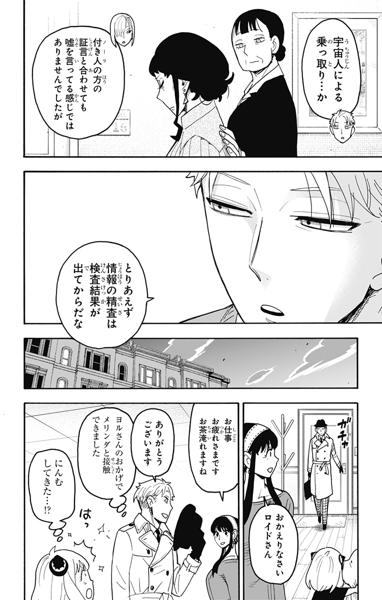 宇宙人による
乗っ取り…か
付き人の方の
証言と合わせても
嘘を言ってる感じでは
ありませんでしたが
とりあえず
情報の精査は
検査結果が
出てからだな
ガチャ
おかえりなさい
ロイドさん
お仕事
お疲れさまです
お茶淹れますね
ありがとう
ございます
ヨルさんのおかげで
メリンダと接触
できました
にんむ
してきた…!?
はっ